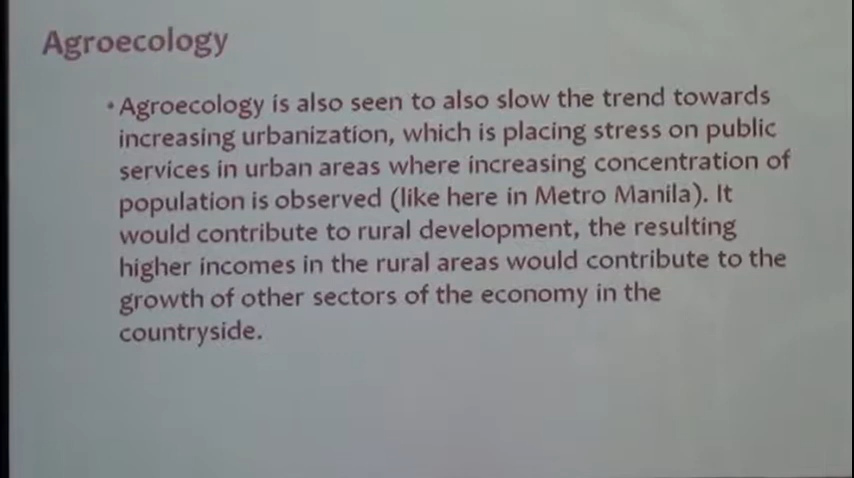 Agroecology
• Agroecology is also seen to also slow the trend towards
increasing urbanization, which is placing stress on public
services in urban areas where increasing concentration of
population is observed (like here in Metro Manila). It
would contribute to rural development, the resulting
higher incomes in the rural areas would contribute to the
growth of other sectors of the economy in the
countryside.